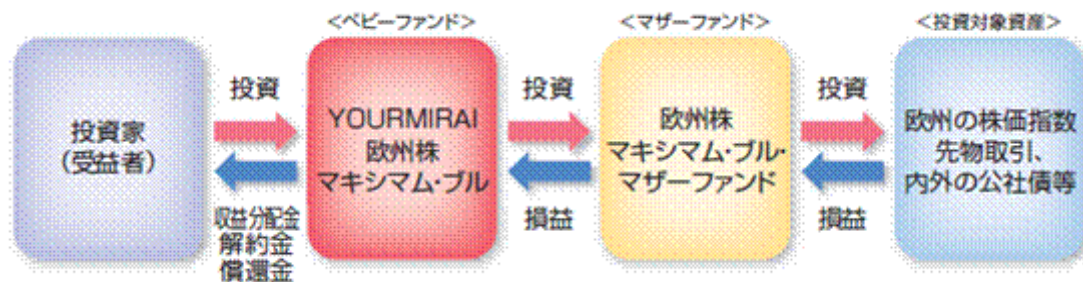 <ベビーファンド>
<マザーファンド>
<投資対象資産>
投資家
(受益者)
投資
収益分配金
解約金
償還金
YOURMIRAI
欧州株
マキシマム・ブル
投資
損益
欧州株
マキシマム・ブル・
マザーファンド
投資
損益
欧州の株価指数
先物取引、
内外の公社債等